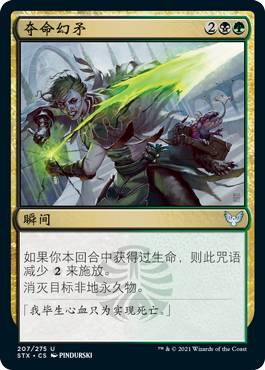 夺命幻矛 2
瞬间
如果你本回合中获得过生命，则此咒语
减少 2 来施放。
消灭目标非地永久物。
「我毕生心血只为实现死亡。」
207/275 U
STX • CS PINDURSKI ™ & © 2021 Wizards of the Coast